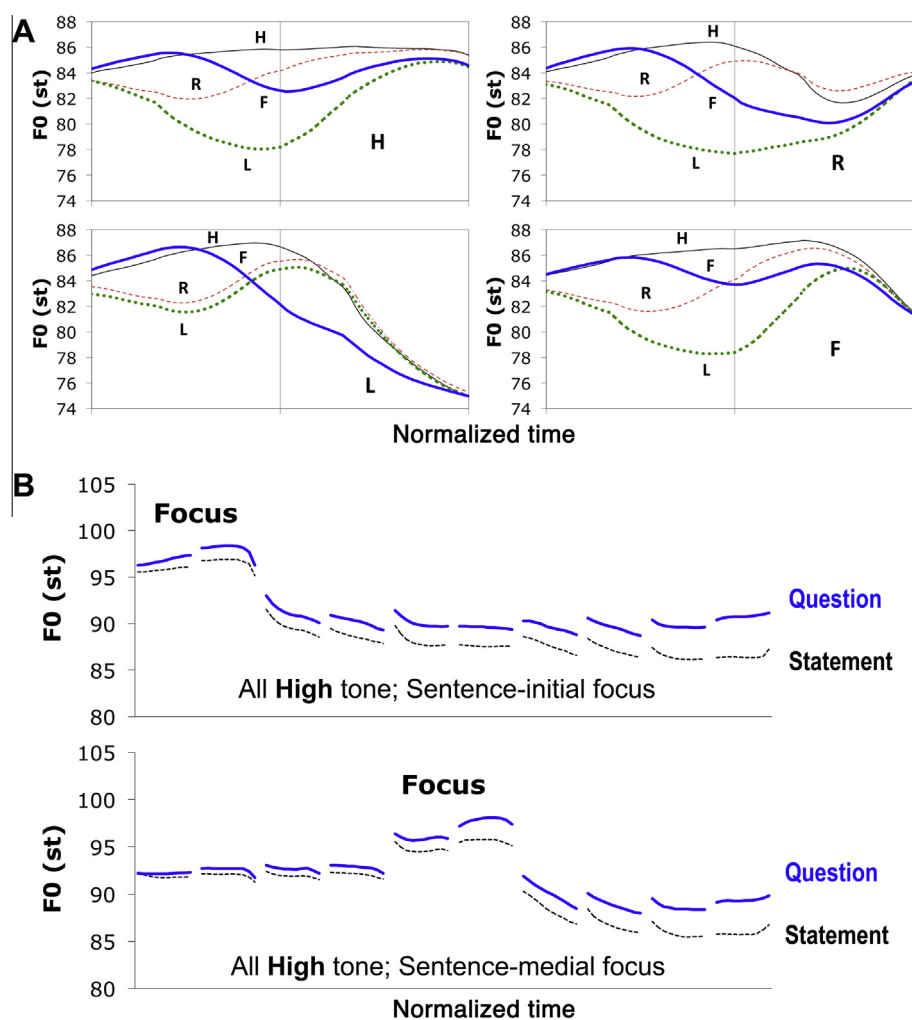 A
F0 (st)
88
86
84
82
80
78
76
74
H
R
F
L
H
F0 (st)
88
86
84
82
80
78
76
74
H
R
F
L
R
F0 (st)
88
86
84
82
80
78
76
74
H
F
R
L
L
F0 (st)
88
86
84
82
80
78
76
74
H
F
R
L
F
Normalized time
B
F0 (st)
105
100
95
90
85
80
Focus
Question
Statement
All High tone; Sentence-initial focus
F0 (st)
105
100
95
90
85
80
Focus
Question
Statement
All High tone; Sentence-medial focus
Normalized time